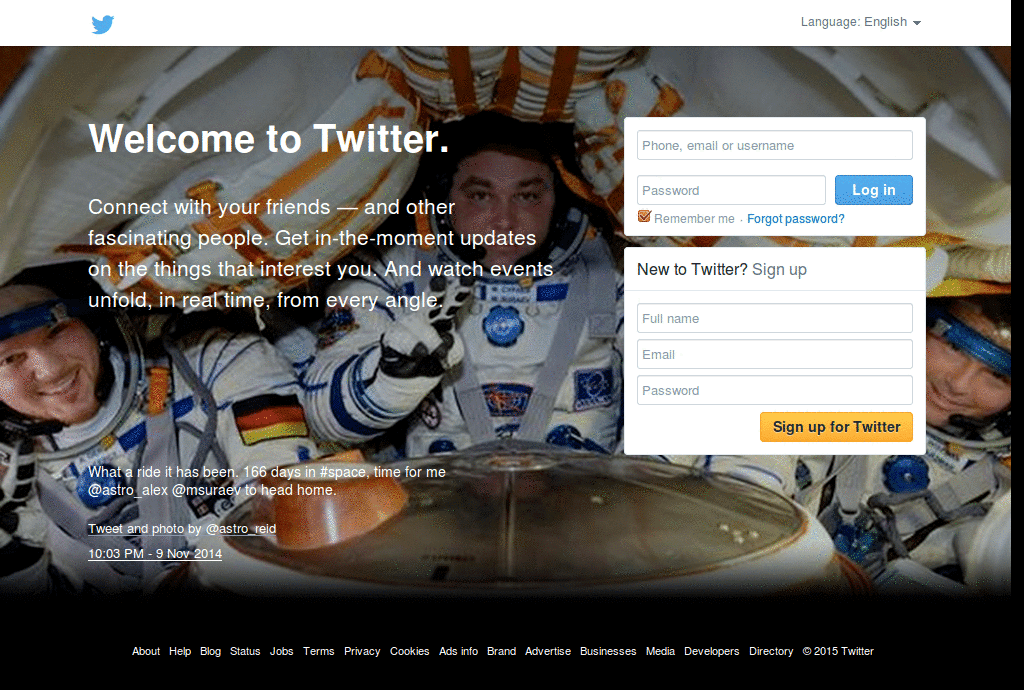 Language: English
Welcome to Twitter.
Connect with your friends — and other
fascinating people. Get in-the-moment updates
on the things that interest you. And watch events
unfold, in real time, from every angle.
What a ride it has been. 166 days in #space, time for me
@astro_alex @msuraev to head home.
Tweet and photo by @astro_reid
10:03 PM - 9 Nov 2014
Phone, email or username
Password
Log in
Remember me · Forgot password?
New to Twitter? Sign up
Full name
Email
Password
Sign up for Twitter
About Help Blog Status Jobs Terms Privacy Cookies Ads info Brand Advertise Businesses Media Developers Directory © 2015 Twitter